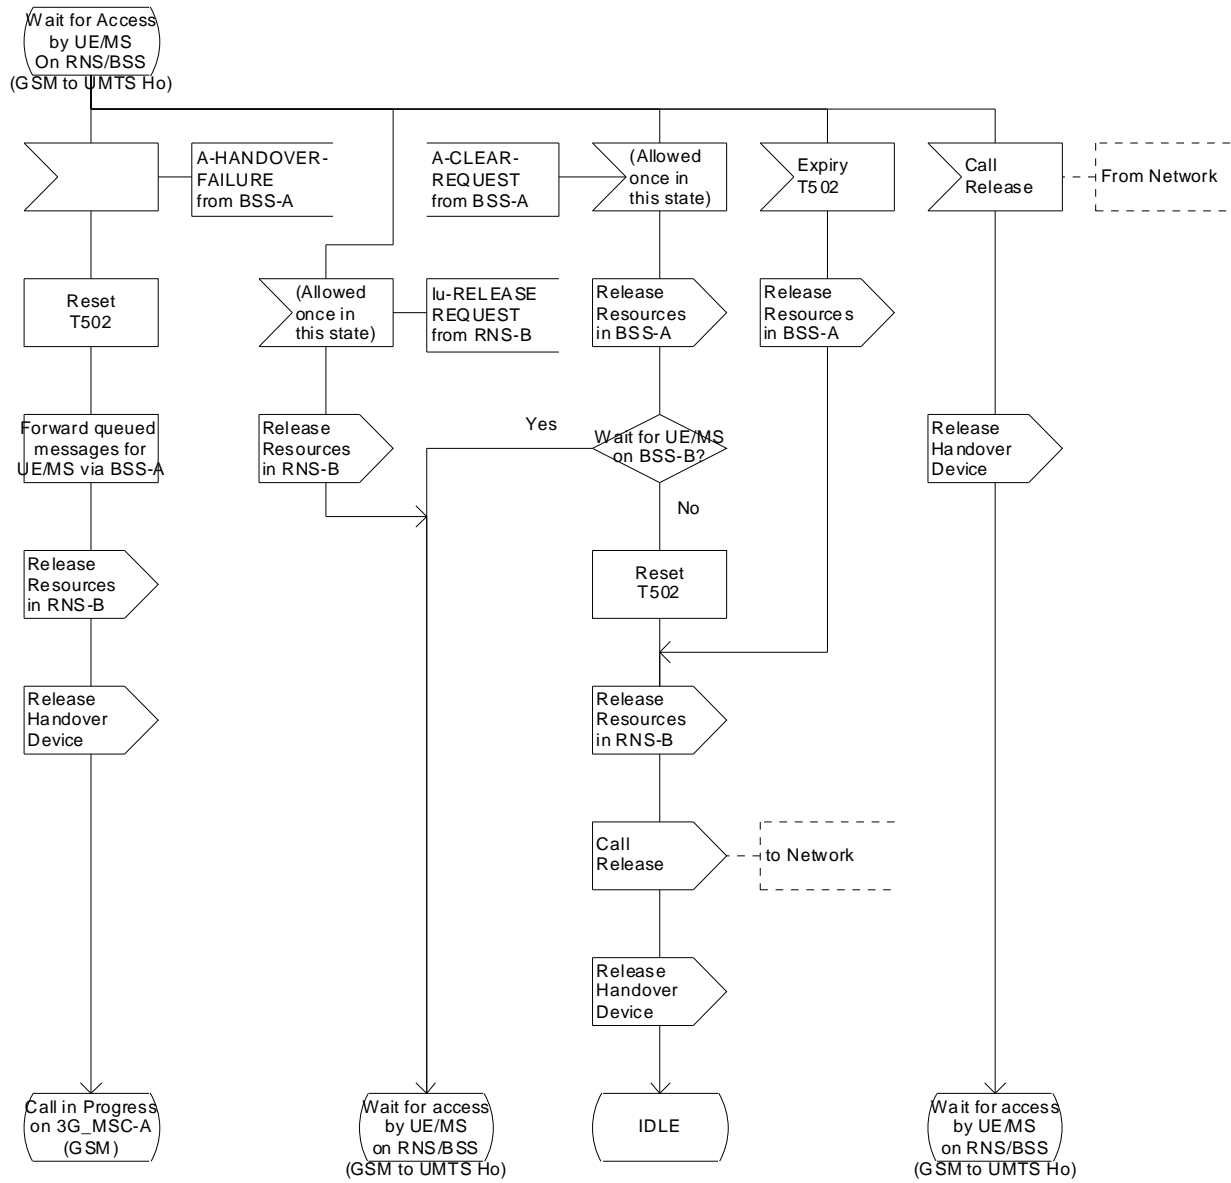 Wait for Access
by UE/MS
On RNS/BSS
(GSM to UMTS Ho)
A-HANDOVER-
FAILURE
from BSS-A
A-CLEAR-
REQUEST
from BSS-A
(Allowed
once in
this state)
Expiry
T502
Call
Release
From Network
Reset
T502
(Allowed
once in
this state)
Iu-RELEASE
REQUEST
from RNS-B
Release
Resources
in BSS-A
Release
Resources
in BSS-A
Forward queued
messages for
UE/MS via BSS-A
Release
Resources
in RNS-B
Yes
Wait for UE/MS
on BSS-B?
No
Release
Handover
Device
Release
Resources
in RNS-B
Reset
T502
Release
Handover
Device
Release
Resources
in RNS-B
Call
Release
to Network
Release
Handover
Device
Call in Progress
on 3G_MSC-A
(GSM)
Wait for access
by UE/MS
on RNS/BSS
(GSM to UMTS Ho)
IDLE
Wait for access
by UE/MS
on RNS/BSS
(GSM to UMTS Ho)